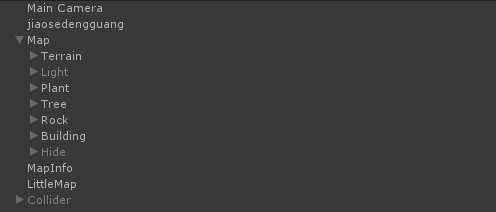 Main Camera
jiaosedengguang
Map
Terrain
Light
Plant
Tree
Rock
Building
Hide
MapInfo
LittleMap
Collider